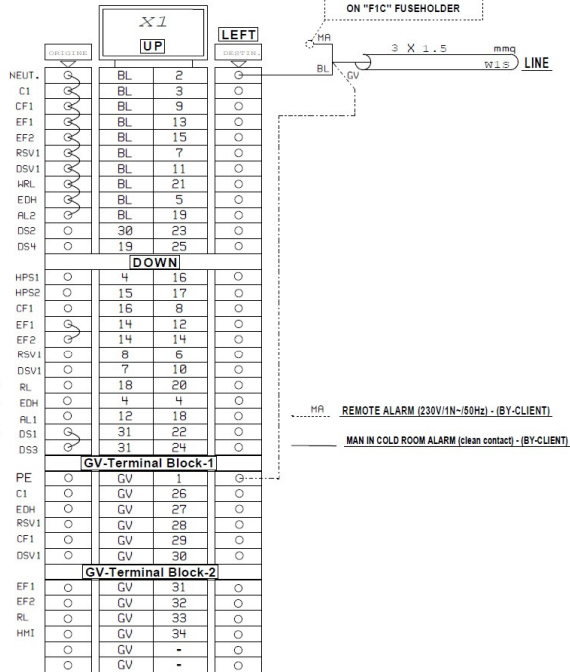 ON "F1C" FUSEHOLDER
X1
UP
LEFT
MA
3 X 1.5 mmq
ORIGINE
DESTIN.
BL
GV
W1S
LINE
NEUT. BL 2
C1 BL 3
CF1 BL 9
EF1 BL 13
EF2 BL 15
RSV1 BL 7
DSV1 BL 11
WRL BL 21
EDH BL 5
AL2 BL 19
DS2 30 23
DS4 19 25
DOWN
HPS1 4 16
HPS2 15 17
CF1 16 8
EF1 14 12
EF2 14 14
RSV1 8 6
DSV1 7 10
RL 18 20
EDH 4 4
AL1 12 18
DS1 31 22
DS3 31 24
MA REMOTE ALARM (230V/1N~/50Hz) - (BY-CLIENT)
MAN IN COLD ROOM ALARM (clean contact) - (BY-CLIENT)
GV-Terminal Block-1
PE GV 1
C1 GV 26
EDH GV 27
RSV1 GV 28
CF1 GV 29
DSV1 GV 30
GV-Terminal Block-2
EF1 GV 31
EF2 GV 32
RL GV 33
HMI GV 34
GV -
GV -